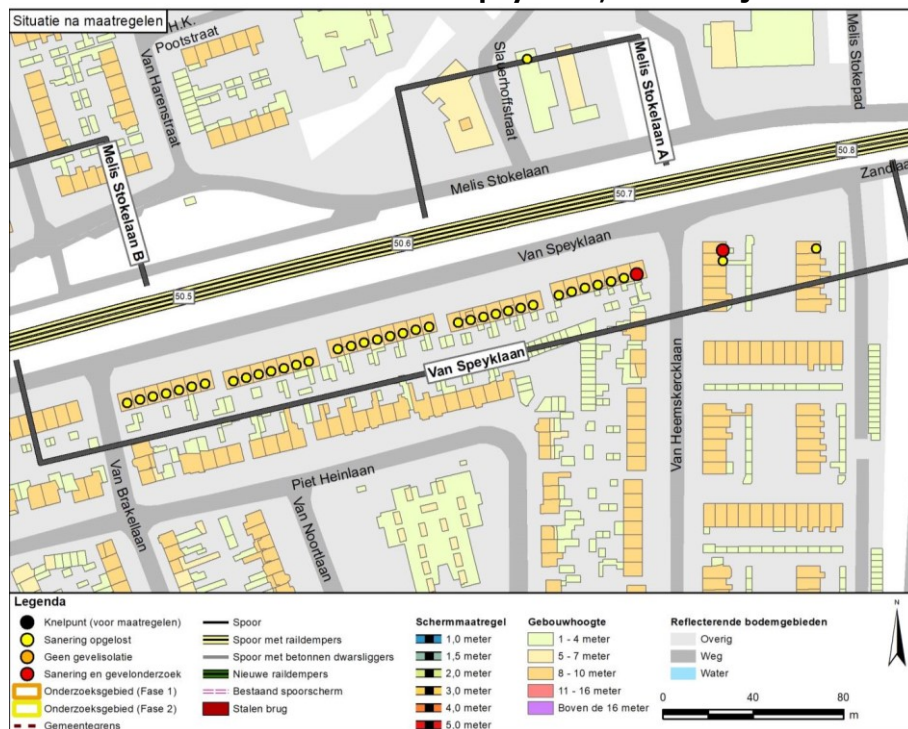 Situatie na maatregelen
H.K.
Pootstraat
Van Harenstraat
Slauerhoffstraat
Melis Stokepad
Melis Stokelaan A
Melis Stokelaan B
Melis Stokelaan
50.8
50.7
50.6
50.5
Van Speyklaan
Van Speyklaan
Van Heemskercklaan
Piet Heinlaan
Van Brakellaan
Van Noortlaan
Legenda
Knelpunt (voor maatregelen)
Sanering opgelost
Geen gevelisolatie
Sanering en gevelonderzoek
Onderzoeksgebied (Fase 1)
Onderzoeksgebied (Fase 2)
Gemeentegrens
Spoor
Spoor met raildempers
Spoor met betonnen dwarsliggers
Nieuwe raildempers
Bestaand spoorscherm
Stalen brug
Schermmaatregel
1,0 meter
1,5 meter
2,0 meter
3,0 meter
4,0 meter
5,0 meter
Gebouwhoogte
1 - 4 meter
5 - 7 meter
8 - 10 meter
11 - 16 meter
Boven de 16 meter
Reflecterende bodemgebieden
Overig
Weg
Water
N
0 20 40 80
m